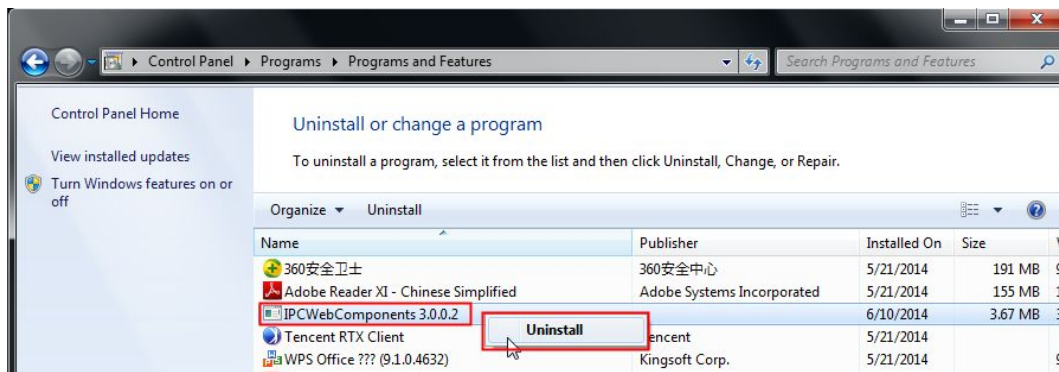 Control Panel Programs Programs and Features Search Programs and Features
Control Panel Home
View installed updates
Turn Windows features on or
off
Uninstall or change a program
To uninstall a program, select it from the list and then click Uninstall, Change, or Repair.
Organize Uninstall
Name Publisher Installed On Size
360安全卫士 360安全中心 5/21/2014 191 MB
Adobe Reader XI - Chinese Simplified Adobe Systems Incorporated 5/21/2014 155 MB
IPCWebComponents 3.0.0.2 6/10/2014 3.67 MB
Uninstall
Tencent RTX Client encent 5/21/2014
WPS Office ??? (9.1.0.4632) Kingsoft Corp. 5/21/2014